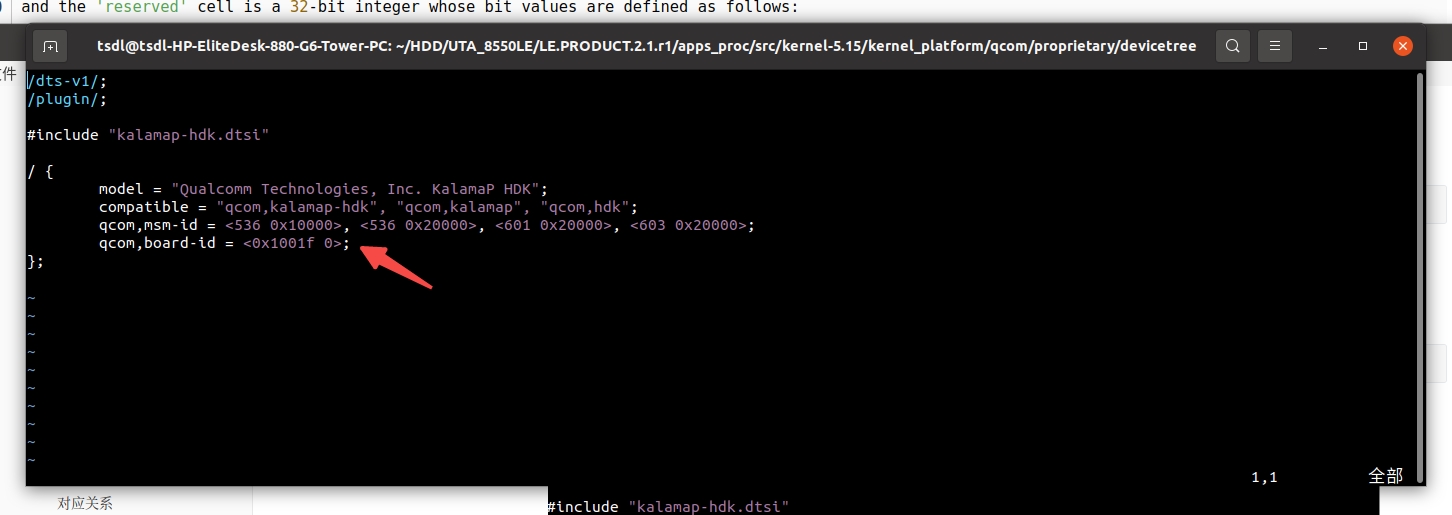 and the 'reserved' cell is a 32-bit integer whose bit values are defined as follows:
tsdl@tsdl-HP-EliteDesk-880-G6-Tower-PC: ~/HDD/UTA_8550LE/LE.PRODUCT.2.1.r1/apps_proc/src/kernel-5.15/kernel_platform/qcom/proprietary/devicetree
件
/dts-v1/;
/plugin/;
#include "kalamap-hdk.dtsi"
/ {
model = "Qualcomm Technologies, Inc. KalamaP HDK";
compatible = "qcom,kalamap-hdk", "qcom,kalamap", "qcom,hdk";
qcom,msm-id = <536 0x10000>, <536 0x20000>, <601 0x20000>, <603 0x20000>;
qcom,board-id = <0x1001f 0>;
};
~
~
~
~
~
~
~
~
~
~
1,1 全部
对应关系
#include "kalamap-hdk.dtsi"